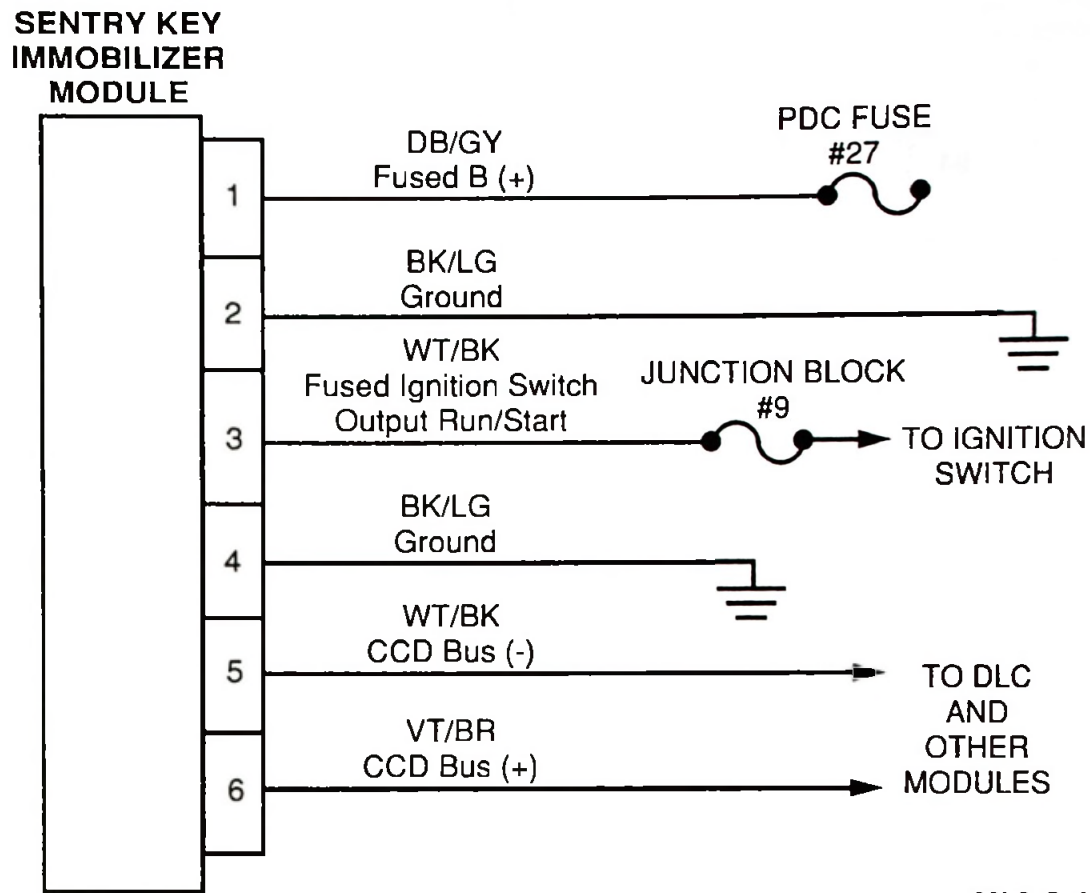 SENTRY KEY
IMMOBILIZER
MODULE
1
DB/GY
Fused B (+)
PDC FUSE
#27
2
BK/LG
Ground
3
WT/BK
Fused Ignition Switch
Output Run/Start
JUNCTION BLOCK
#9
TO IGNITION
SWITCH
4
BK/LG
Ground
5
WT/BK
CCD Bus (-)
6
VT/BR
CCD Bus (+)
TO DLC
AND
OTHER
MODULES